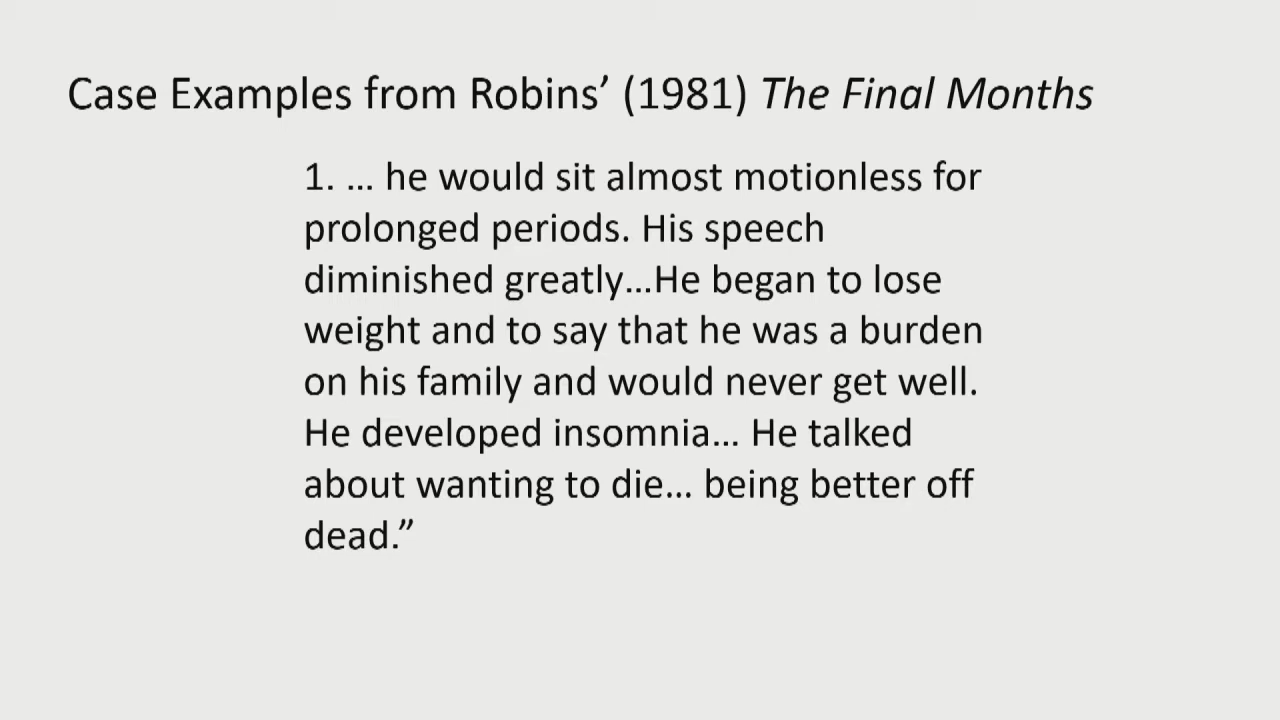 Case Examples from Robins’ (1981) The Final Months
1. … he would sit almost motionless for
prolonged periods. His speech
diminished greatly…He began to lose
weight and to say that he was a burden
on his family and would never get well.
He developed insomnia… He talked
about wanting to die… being better off
dead.”